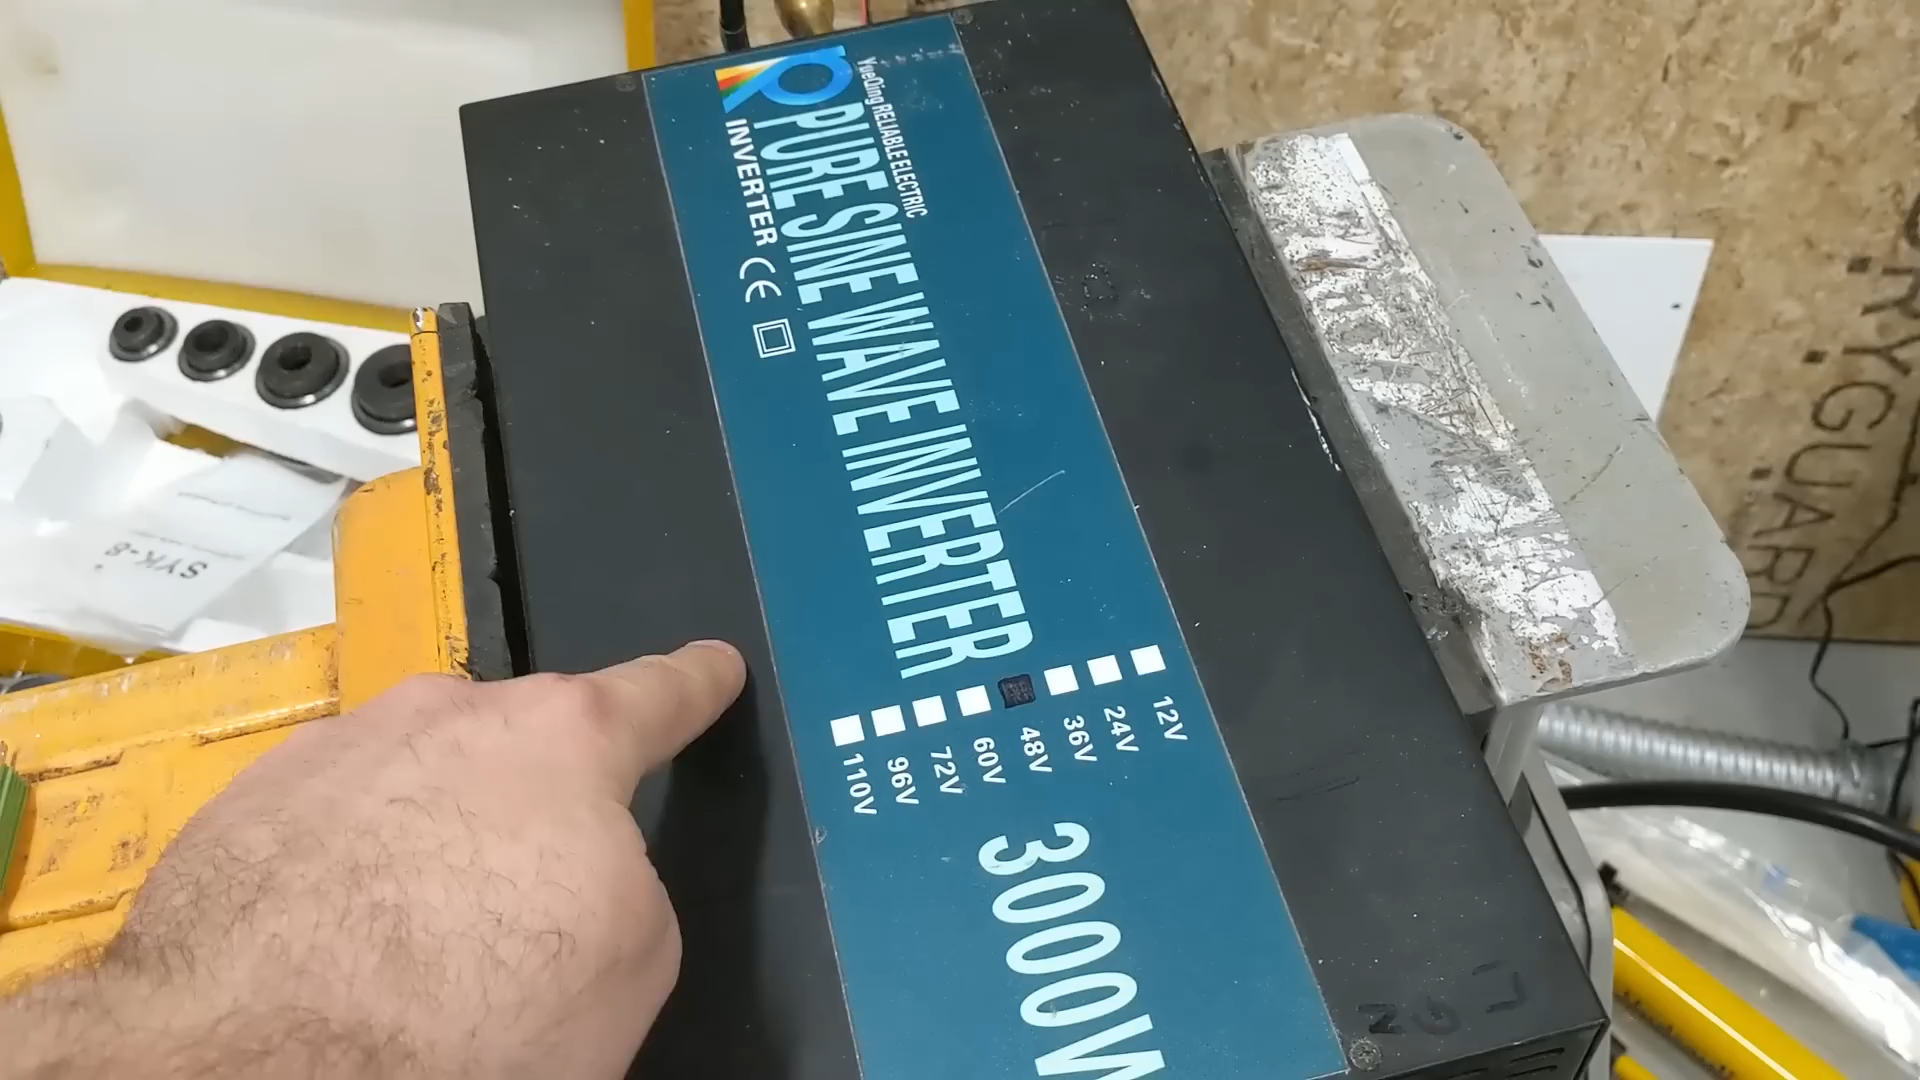 YueQing RELIABLE ELECTRIC
PURE SINE WAVE INVERTER
INVERTER CE
12V
24V
36V
48V
60V
72V
96V
110V
3000W
SYK-8
RYGUARD